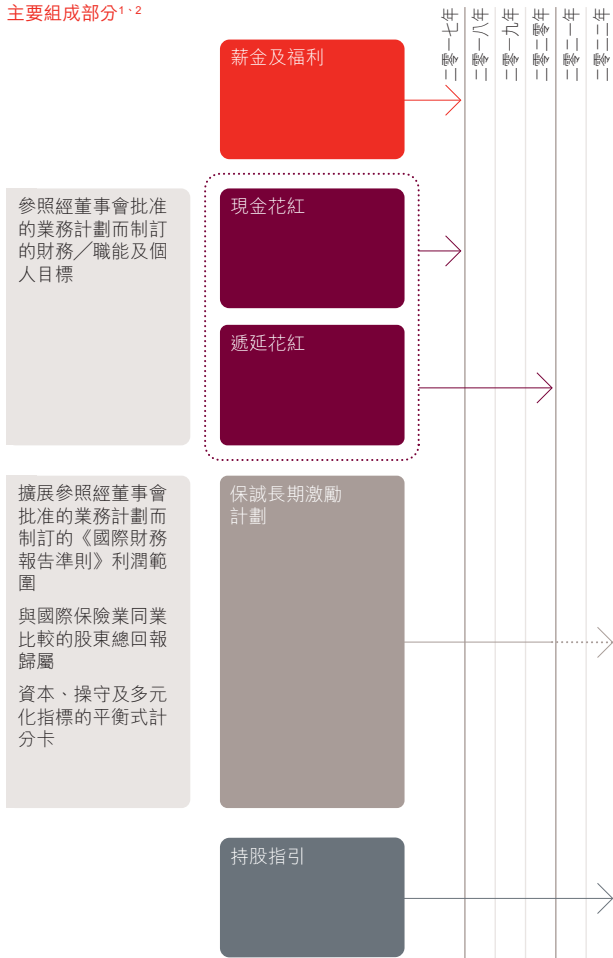 主要組成部分1、2
二零一七年
二零一八年
二零一九年
二零二零年
二零二一年
二零二二年
薪金及福利
參照經董事會批准
的業務計劃而制訂
的財務／職能及個
人目標
現金花紅
遞延花紅
擴展參照經董事會
批准的業務計劃而
制訂的《國際財務
報告準則》利潤範
圍
與國際保險業同業
比較的股東總回報
歸屬
資本、操守及多元
化指標的平衡式計
分卡
保誠長期激勵
計劃
持股指引